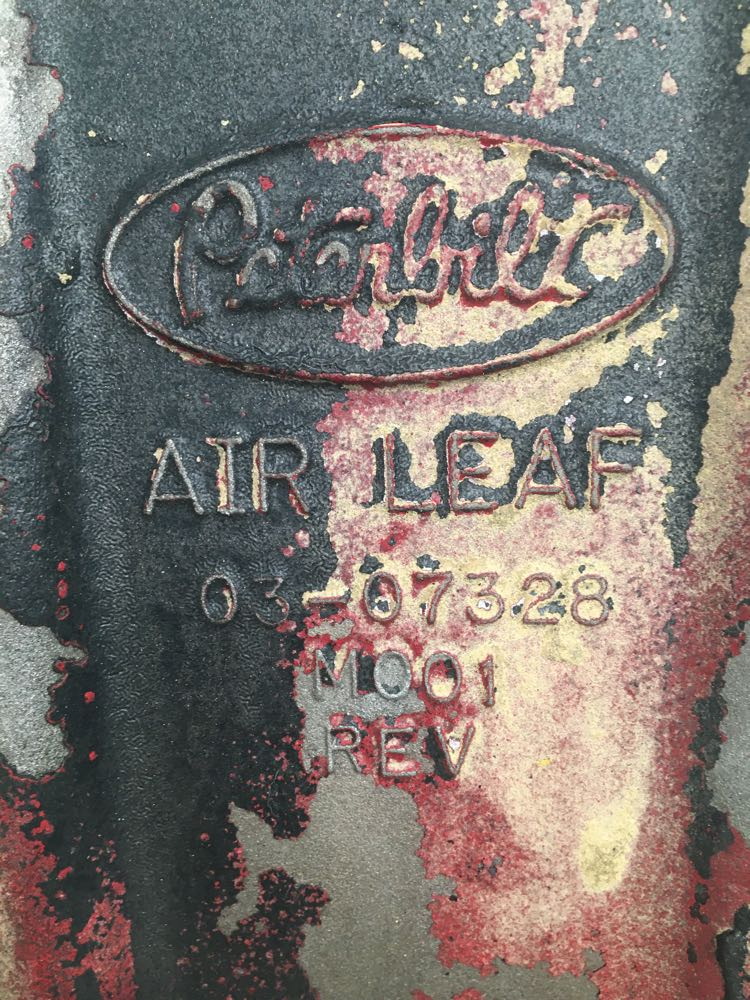 Peterbilt
AIR LEAF
03-07328
M001
REV